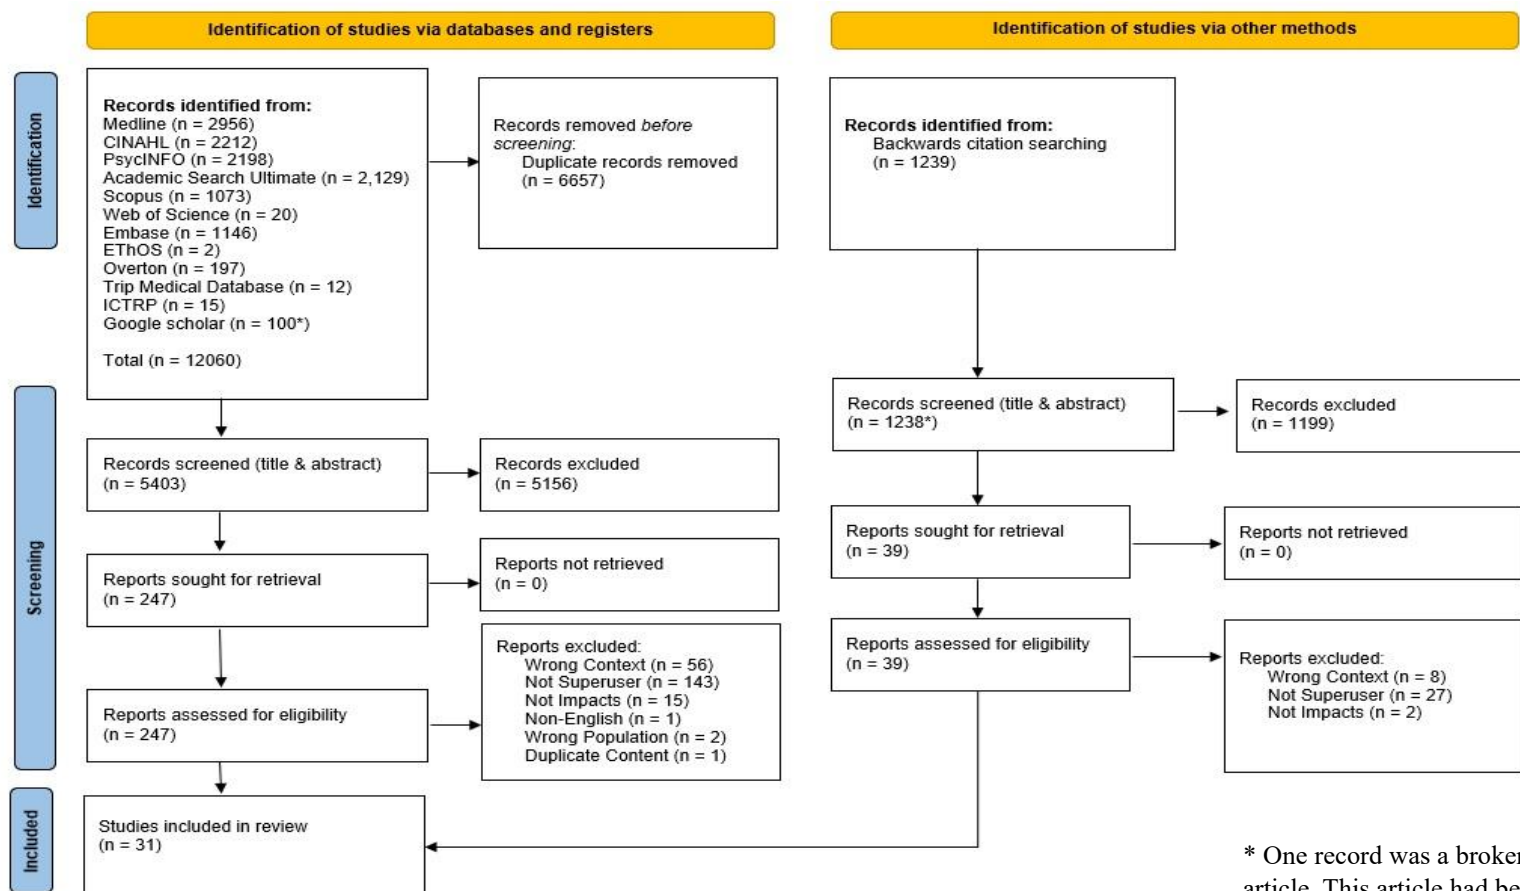 Identification of studies via databases and registers
Identification of studies via other methods
Identification
Records identified from:
Medline (n = 2956)
CINAHL (n = 2212)
PsycINFO (n = 2198)
Academic Search Ultimate (n = 2,129)
Scopus (n = 1073)
Web of Science (n = 20)
Embase (n = 1146)
EThOS (n = 2)
Overton (n = 197)
Trip Medical Database (n = 12)
ICTRP (n = 15)
Google scholar (n = 100*)
Total (n = 12060)
Records removed before
screening:
Duplicate records removed
(n = 6657)
Records identified from:
Backwards citation searching
(n = 1239)
Screening
Records screened (title & abstract)
(n = 5403)
Records excluded
(n = 5156)
Records screened (title & abstract)
(n = 1238*)
Records excluded
(n = 1199)
Reports sought for retrieval
(n = 247)
Reports not retrieved
(n = 0)
Reports sought for retrieval
(n = 39)
Reports not retrieved
(n = 0)
Reports assessed for eligibility
(n = 247)
Reports excluded:
Wrong Context (n = 56)
Not Superuser (n = 143)
Not Impacts (n = 15)
Non-English (n = 1)
Wrong Population (n = 2)
Duplicate Content (n = 1)
Reports assessed for eligibility
(n = 39)
Reports excluded:
Wrong Context (n = 8)
Not Superuser (n = 27)
Not Impacts (n = 2)
Included
Studies included in review
(n = 31)
* One record was a broken
article. This article had be